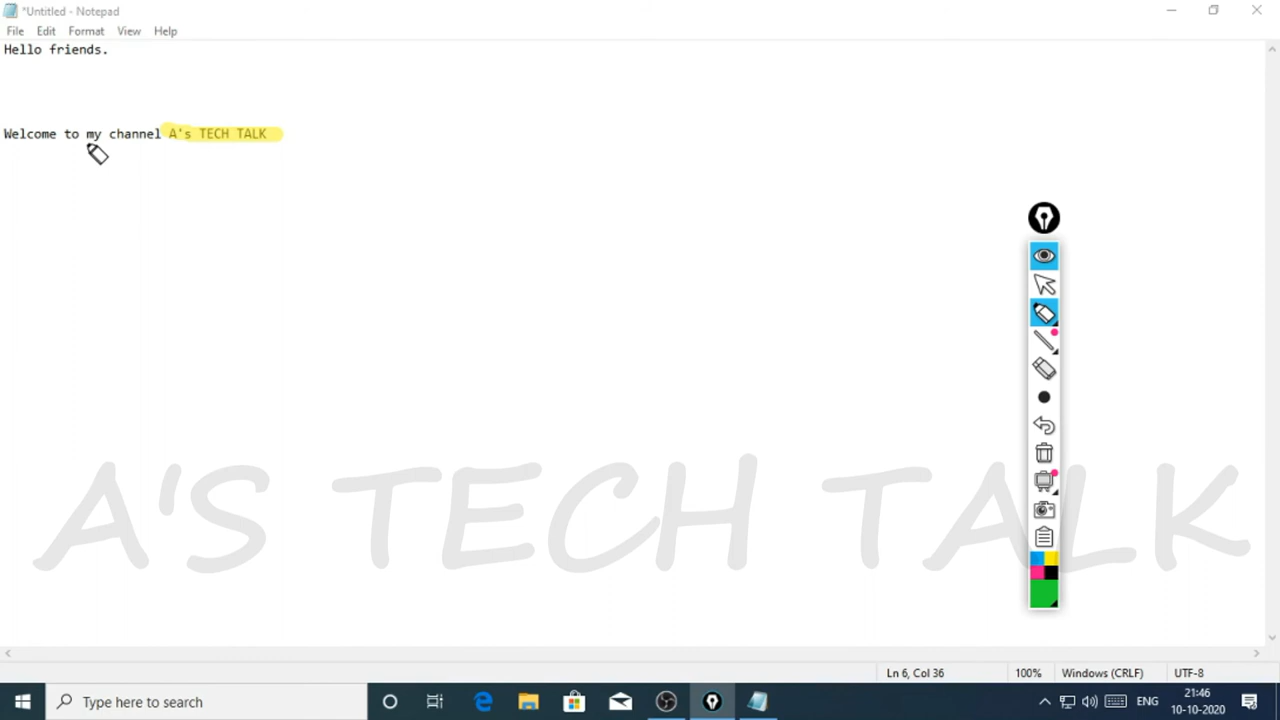 *Untitled - Notepad
File Edit Format View Help
Hello friends.
Welcome to my channel A's TECH TALK
A'S TECH TALK
Ln 6, Col 36 100% Windows (CRLF) UTF-8
Type here to search
ENG
21:46
10-10-2020